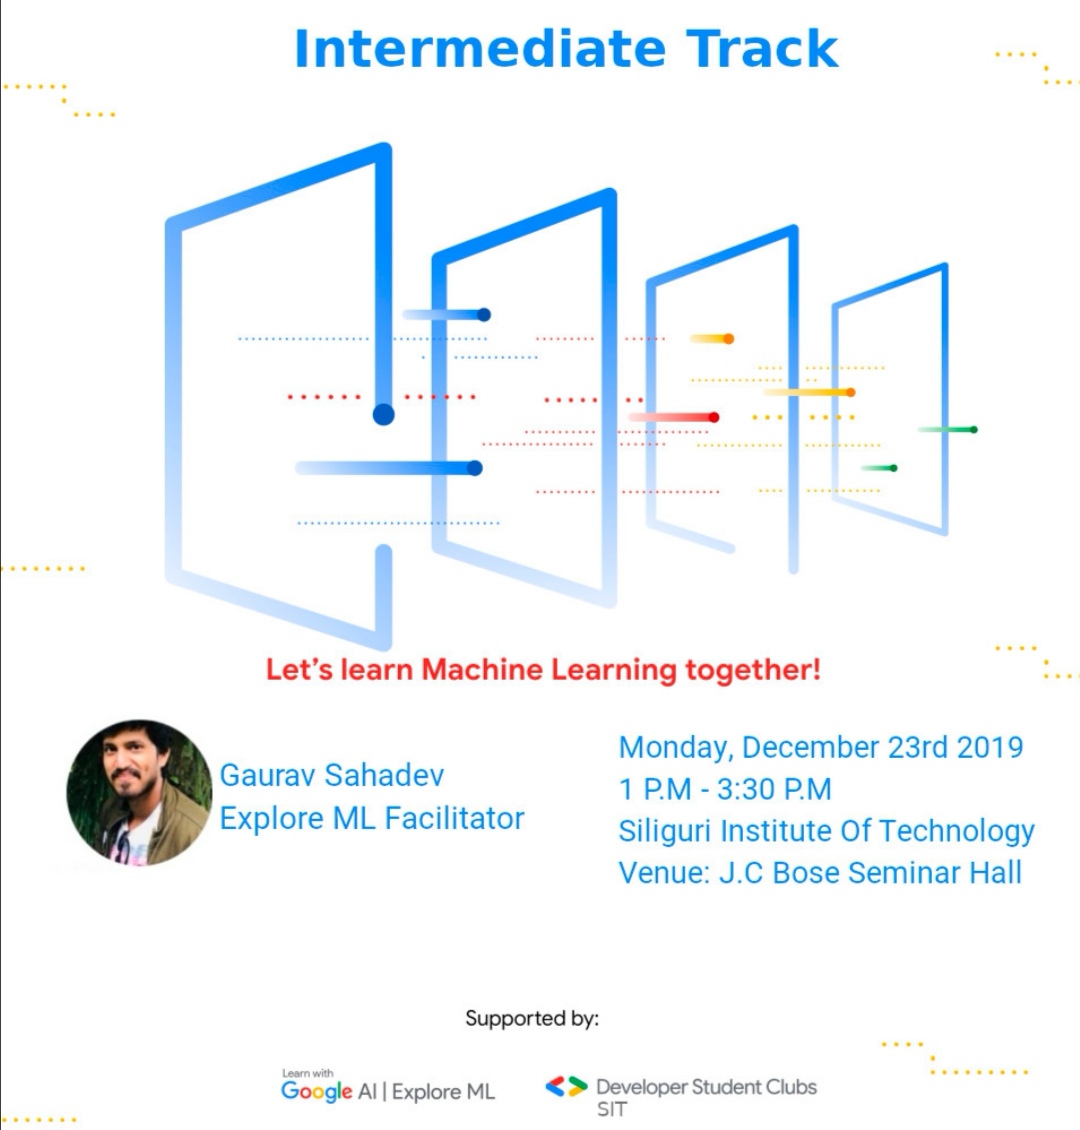 Intermediate Track
Let's learn Machine Learning together!
Gaurav Sahadev
Explore ML Facilitator
Monday, December 23rd 2019
1 P.M - 3:30 P.M
Siliguri Institute Of Technology
Venue: J.C Bose Seminar Hall
Supported by:
Learn with
Google AI | Explore ML
Developer Student Clubs
SIT